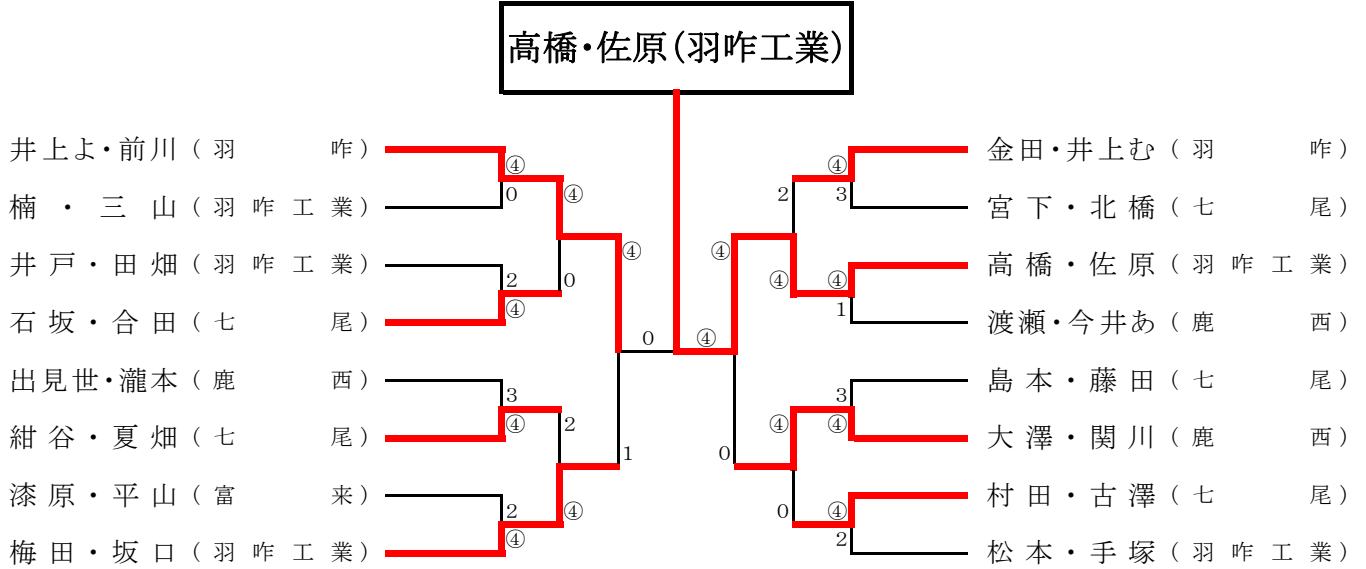 高橋・佐原(羽咋工業)
井上よ・前川(羽咋)
④
0
楠・三山(羽咋工業)
④
井戸・田畑(羽咋工業)
2
④
石坂・合田(七尾)
0
④
出見世・瀧本(鹿西)
3
④
紺谷・夏畑(七尾)
2
漆原・平山(富来)
2
④
梅田・坂口(羽咋工業)
④
1
0
④
金田・井上む(羽咋)
④
3
宮下・北橋(七尾)
2
高橋・佐原(羽咋工業)
④
1
渡瀬・今井あ(鹿西)
④
④
島本・藤田(七尾)
3
④
大澤・関川(鹿西)
④
村田・古澤(七尾)
④
2
松本・手塚(羽咋工業)
0
0